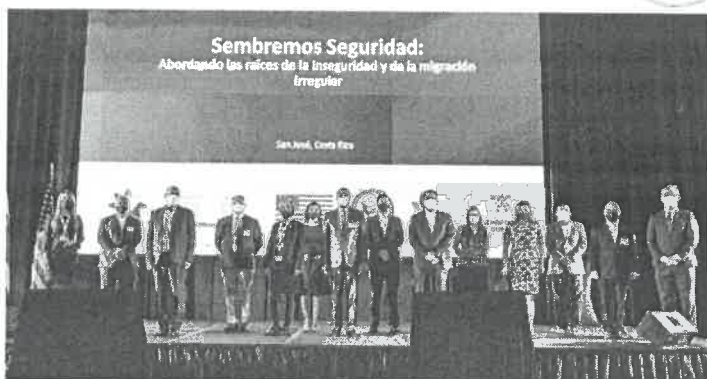 Sembremos Seguridad:
Abordando las raíces de la inseguridad y de la migración
irregular
San José, Costa Rica